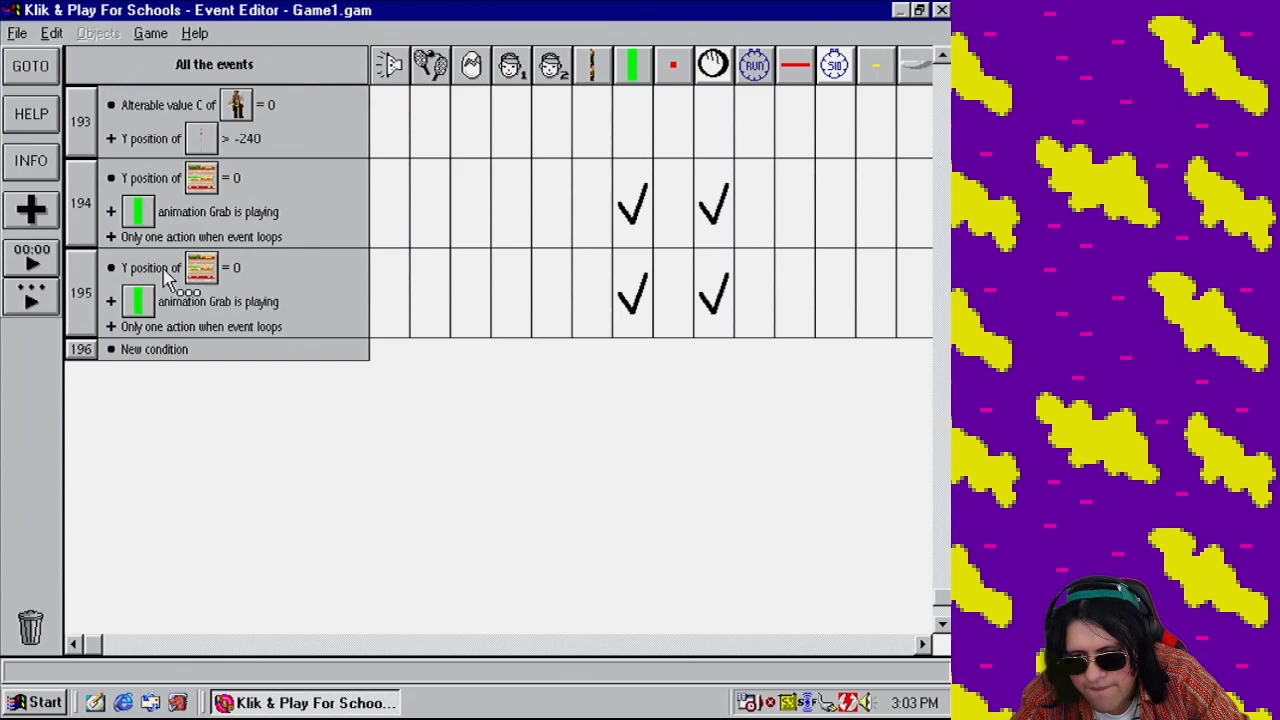 Klik & Play For Schools - Event Editor - Game1.gam
File Edit Objects Game Help
GOTO
All the events
1
2
RUN
HELP
193
Alterable value C of = 0
+ Y position of > -240
INFO
194
Y position of = 0
+ animation Grab is playing
+ Only one action when event loops
00:00
195
Y position of = 0
+ animation Grab is playing
+ Only one action when event loops
196
New condition
Start
Klik & Play For Schoo...
3:03 PM